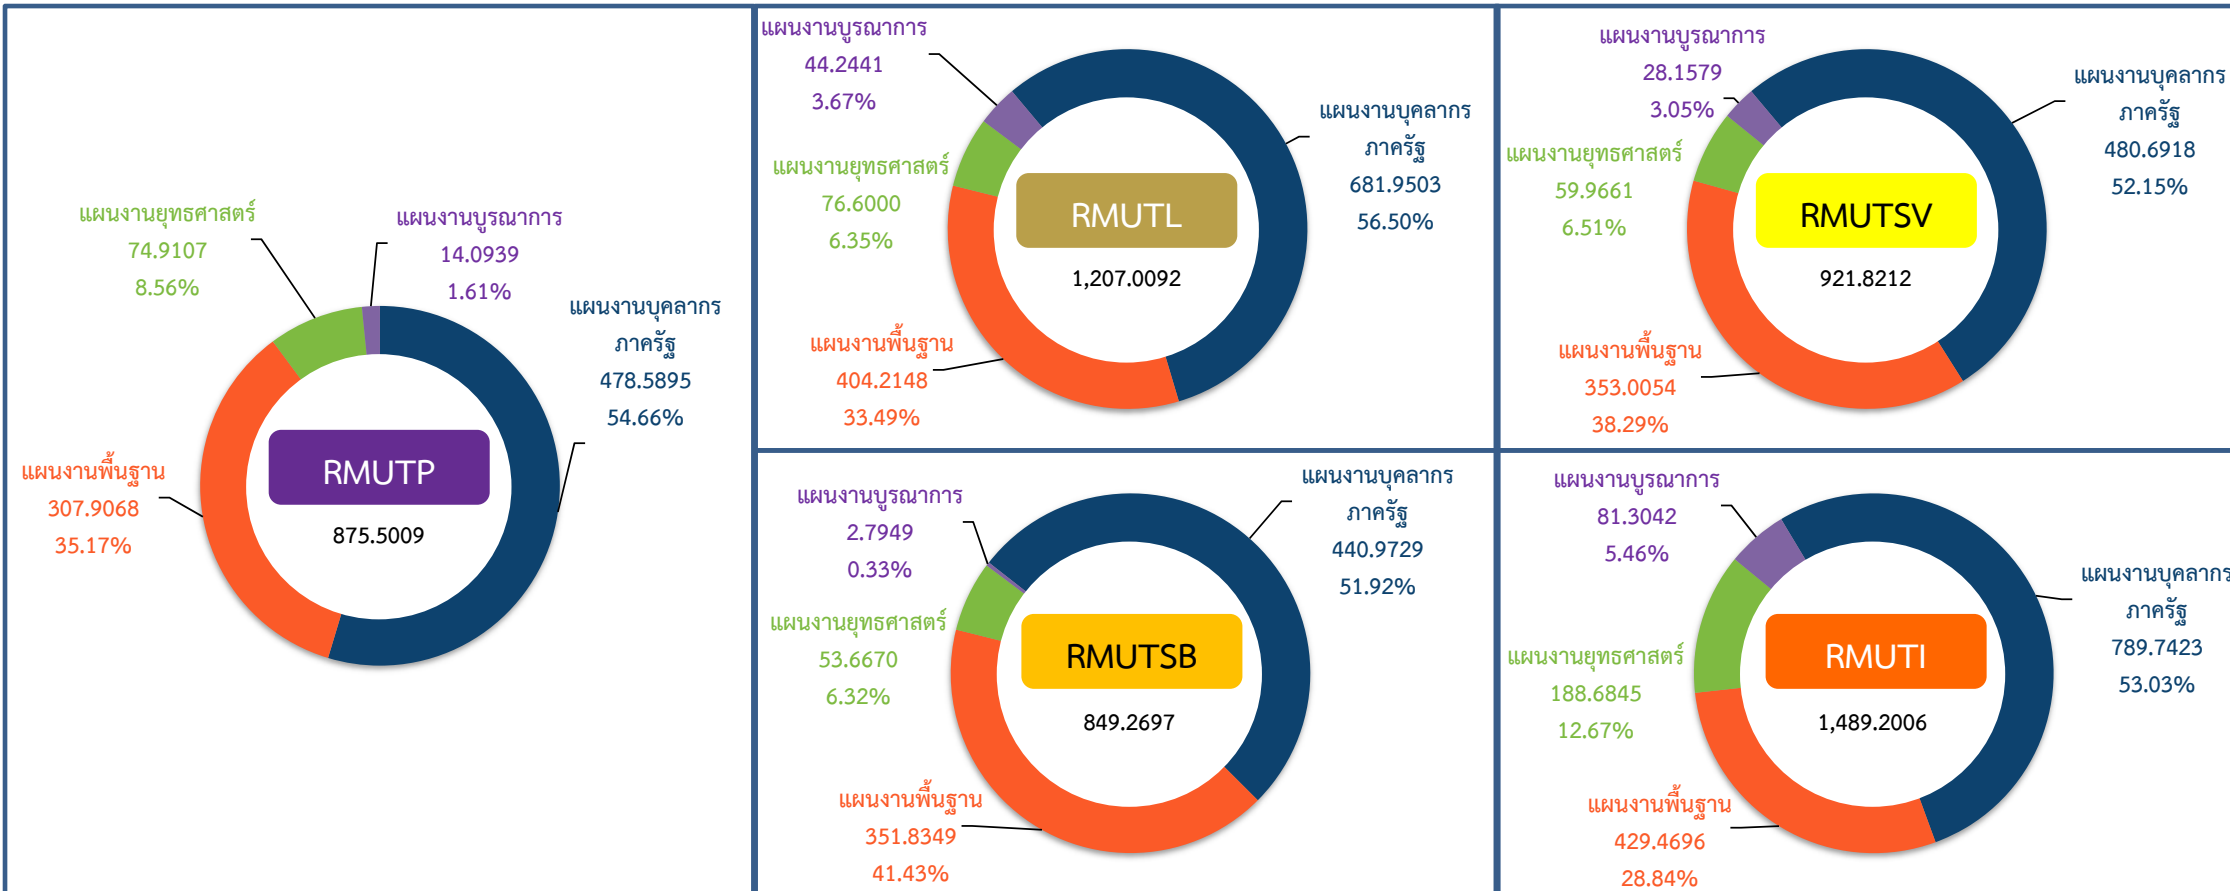 แผนงานยุทธศาสตร์
74.9107
8.56%
แผนงานบูรณาการ
14.0939
1.61%
แผนงานบุคลากร
ภาครัฐ
478.5895
54.66%
แผนงานพื้นฐาน
307.9068
35.17%
RMUTP
875.5009
แผนงานบูรณาการ
44.2441
3.67%
แผนงานบุคลากร
ภาครัฐ
681.9503
56.50%
แผนงานยุทธศาสตร์
76.6000
6.35%
RMUTL
1,207.0092
แผนงานพื้นฐาน
404.2148
33.49%
แผนงานบูรณาการ
28.1579
3.05%
แผนงานบุคลากร
ภาครัฐ
480.6918
52.15%
แผนงานยุทธศาสตร์
59.9661
6.51%
RMUTSV
921.8212
แผนงานพื้นฐาน
353.0054
38.29%
แผนงานบูรณาการ
2.7949
0.33%
แผนงานบุคลากร
ภาครัฐ
440.9729
51.92%
แผนงานยุทธศาสตร์
53.6670
6.32%
RMUTSB
849.2697
แผนงานพื้นฐาน
351.8349
41.43%
แผนงานบูรณาการ
81.3042
5.46%
แผนงานบุคลากร
ภาครัฐ
789.7423
53.03%
แผนงานยุทธศาสตร์
188.6845
12.67%
RMUTI
1,489.2006
แผนงานพื้นฐาน
429.4696
28.84%